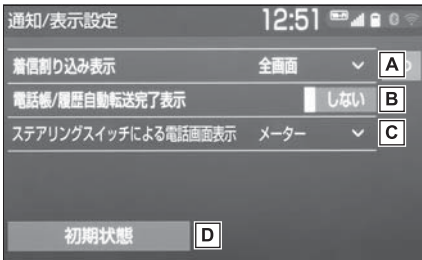 通知/表示設定 12:51
着信割り込み表示 全画面 A
電話帳/履歴自動転送完了表示 しない B
ステアリングスイッチによる電話画面表示 メーター C
初期状態 D